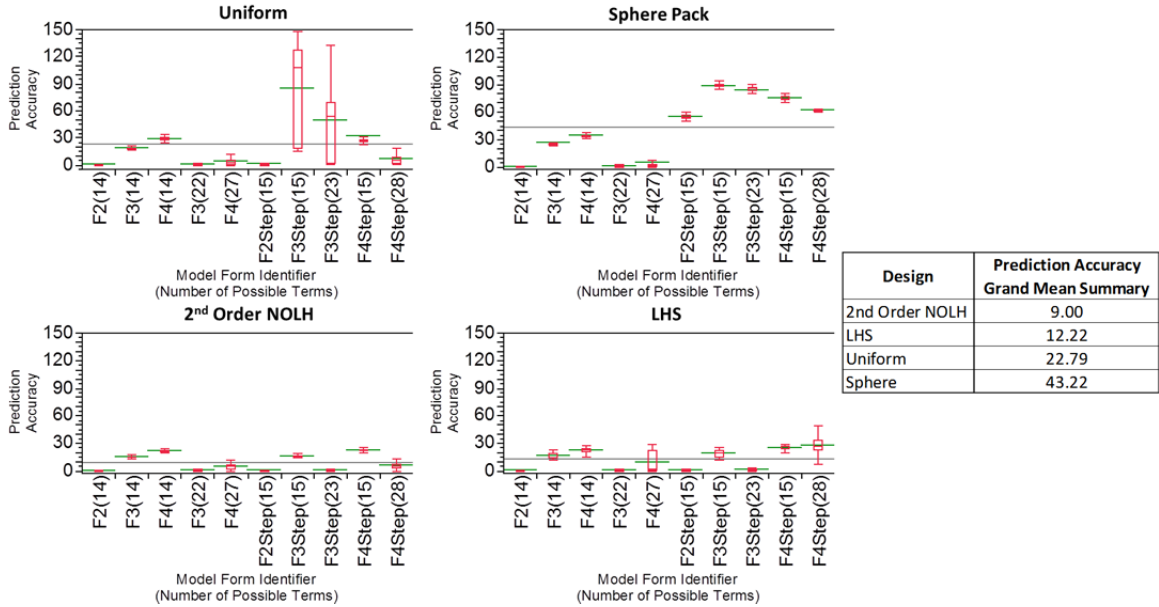 Uniform
150
120
90
60
30
0
Prediction
Accuracy
F2(14)
F3(14)
F4(14)
F3(22)
F4(27)
F2Step(15)
F3Step(15)
F3Step(23)
F4Step(15)
F4Step(28)
Model Form Identifier
(Number of Possible Terms)
Sphere Pack
150
120
90
60
30
0
Prediction
Accuracy
F2(14)
F3(14)
F4(14)
F3(22)
F4(27)
F2Step(15)
F3Step(15)
F3Step(23)
F4Step(15)
F4Step(28)
Model Form Identifier
(Number of Possible Terms)
2nd Order NOLH
150
120
90
60
30
0
Prediction
Accuracy
F2(14)
F3(14)
F4(14)
F3(22)
F4(27)
F2Step(15)
F3Step(15)
F3Step(23)
F4Step(15)
F4Step(28)
Model Form Identifier
(Number of Possible Terms)
LHS
150
120
90
60
30
0
Prediction
Accuracy
F2(14)
F3(14)
F4(14)
F3(22)
F4(27)
F2Step(15)
F3Step(15)
F3Step(23)
F4Step(15)
F4Step(28)
Model Form Identifier
(Number of Possible Terms)
Design Prediction Accuracy
Grand Mean Summary
2nd Order NOLH 9.00
LHS 12.22
Uniform 22.79
Sphere 43.22